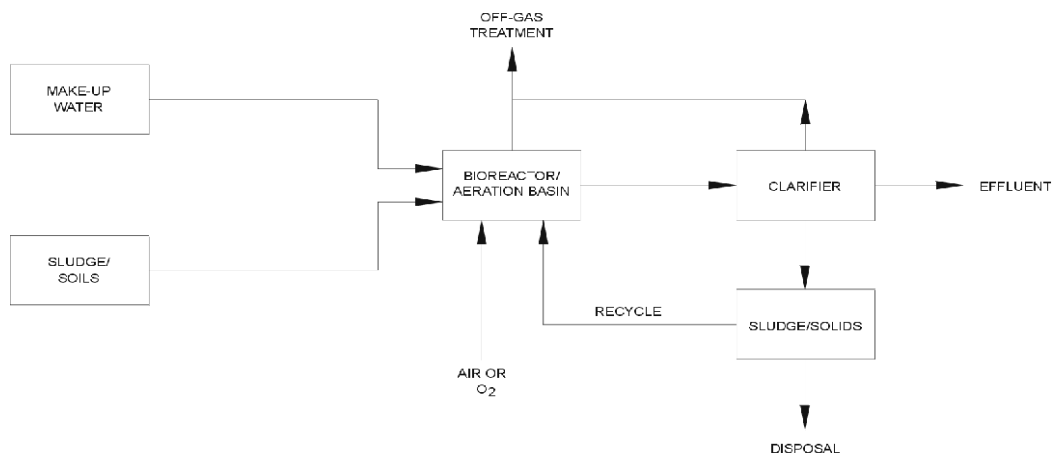 OFF-GAS
TREATMENT
MAKE-UP
WATER
BIOREACTOR/
AERATION BASIN
CLARIFIER
EFFLUENT
SLUDGE/
SOILS
RECYCLE
SLUDGE/SOLIDS
AIR OR
O2
DISPOSAL